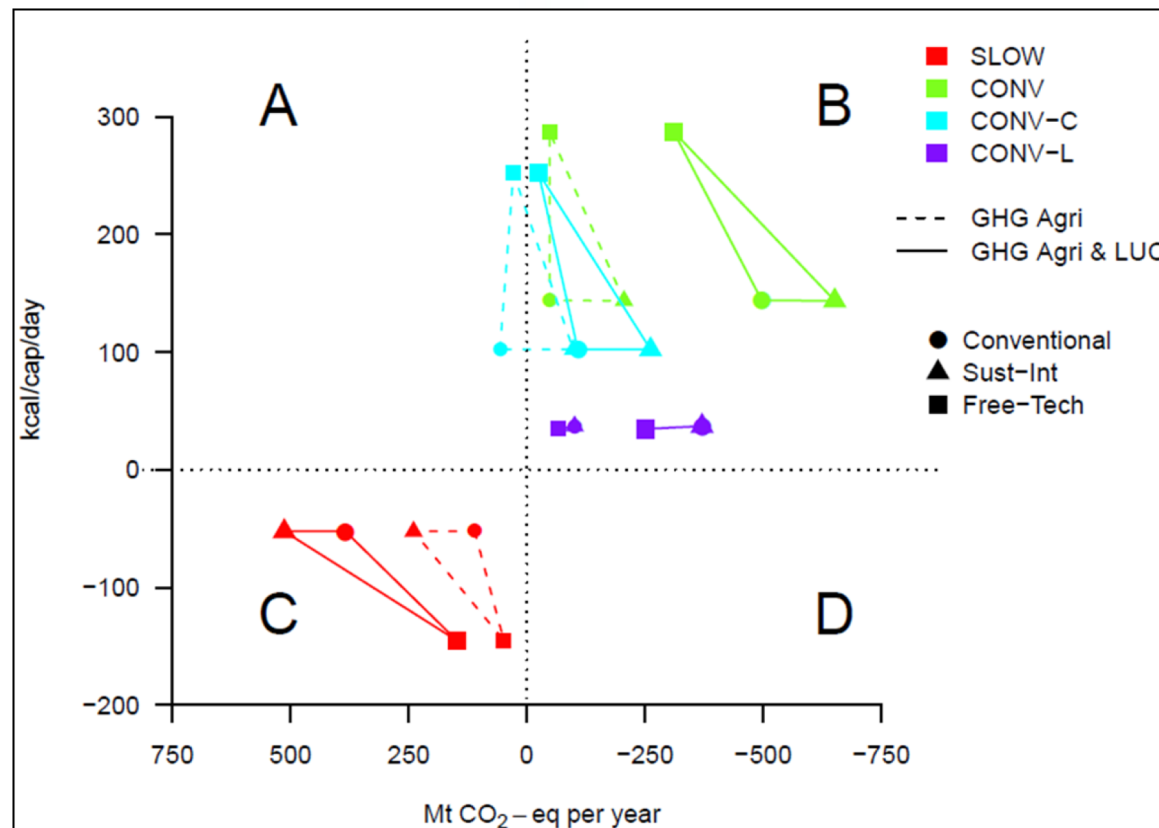 A
B
C
D
300
200
100
0
−100
−200
kcal/cap/day
750
500
250
0
−250
−500
−750
Mt CO₂ – eq per year
SLOW
CONV
CONV−C
CONV−L
GHG Agri
GHG Agri & LUC
Conventional
Sust−Int
Free−Tech